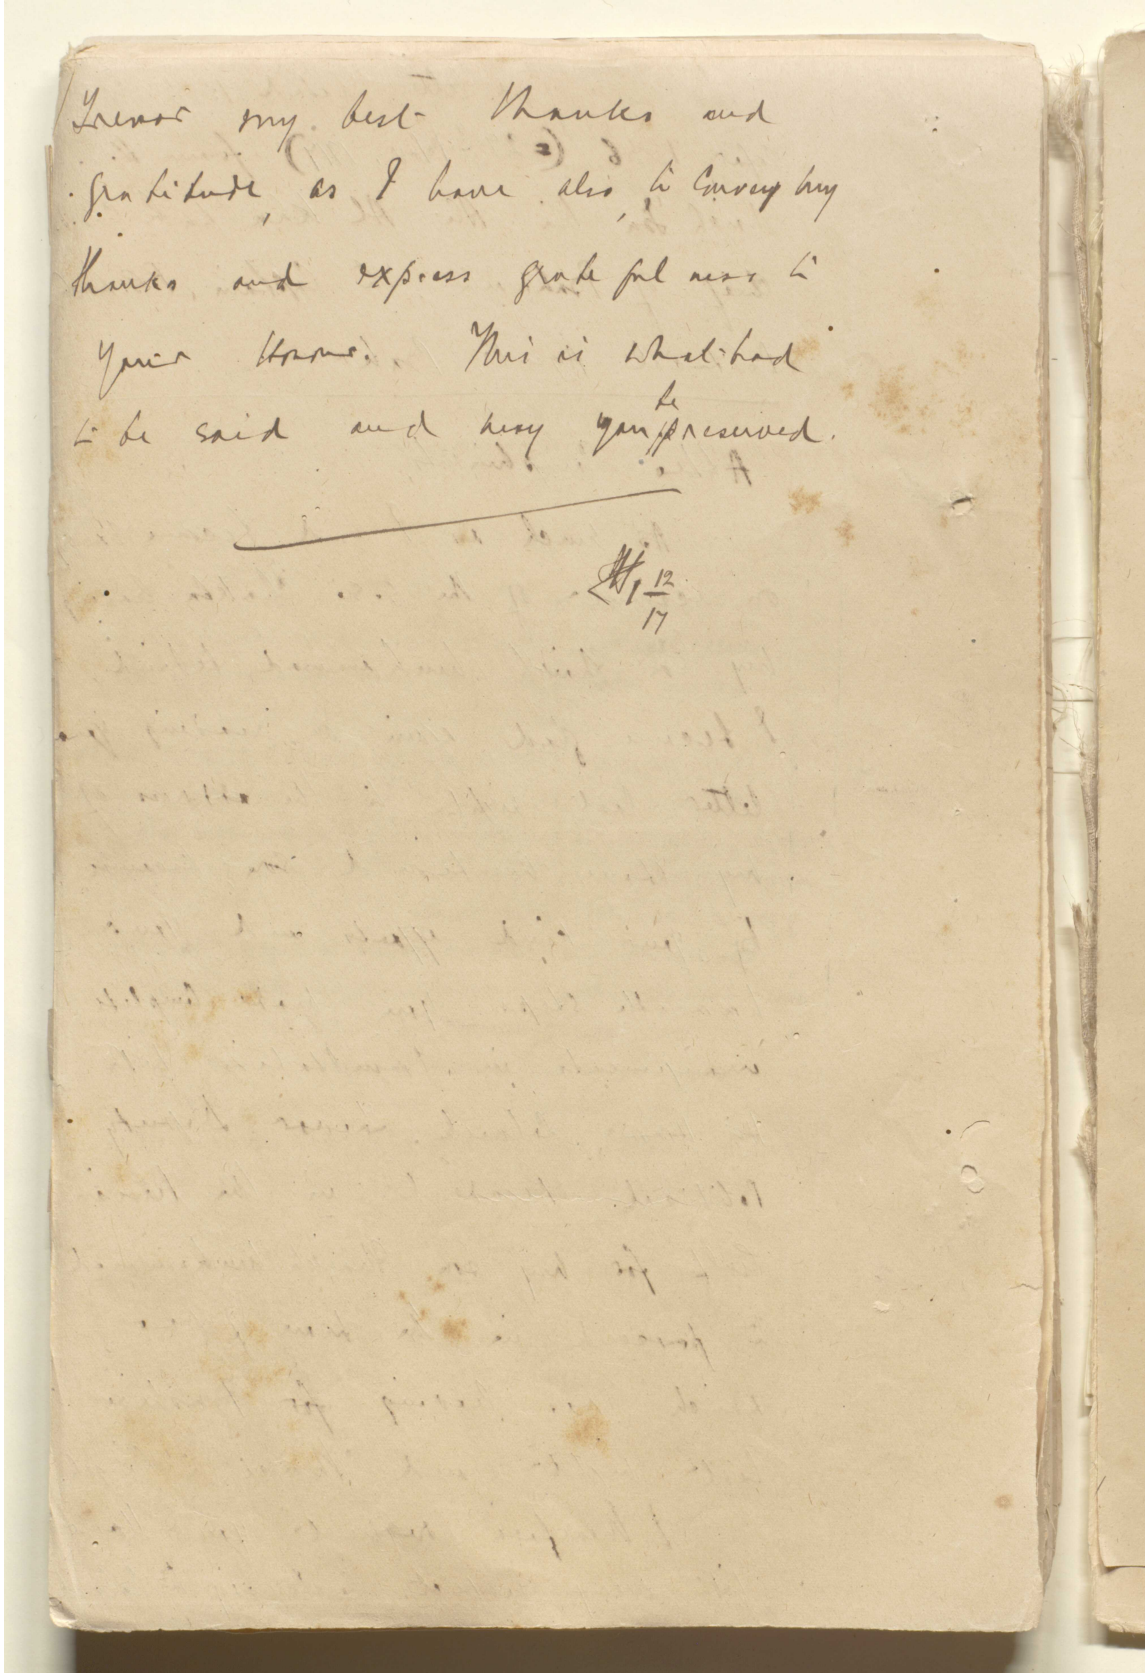 Trevor my best thanks and
gratitude, as I have also, to convey my
thanks and express gratefulness to
Your Honour. This is what had
to be said and may you be preserved.
12
17